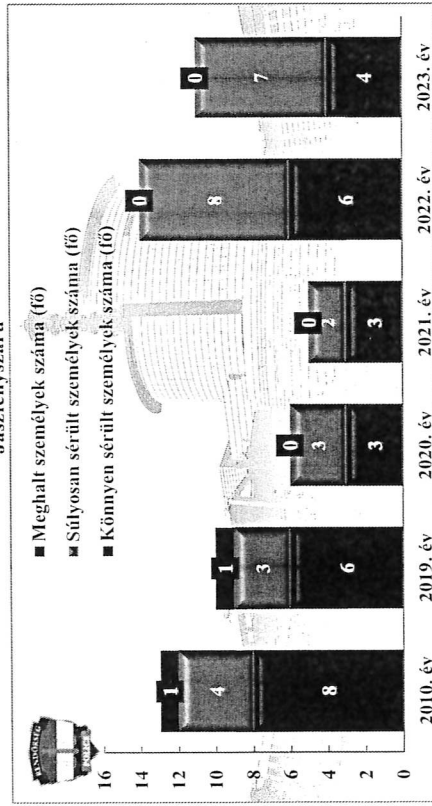 ■ Meghalt személyek száma (fő)
■ Súlyosan sérült személyek száma (fő)
■ Könnyen sérült személyek száma (fő)
RENDŐRSÉG
16
14
12
10
8
6
4
2
0
1
4
8
1
3
6
0
3
3
0
2
3
0
8
6
0
7
4
2010. év
2019. év
2020. év
2021. év
2022. év
2023. év